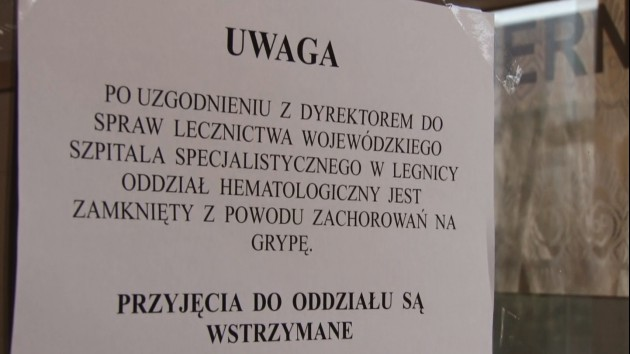 UWAGA
PO UZGODNIENIU Z DYREKTOREM DO
SPRAW LECZNICTWA WOJEWÓDZKIEGO
SZPITALA SPECJALISTYCZNEGO W LEGNICY
ODDZIAŁ HEMATOLOGICZNY JEST
ZAMKNIĘTY Z POWODU ZACHOROWAŃ NA
GRYPĘ.
PRZYJĘCIA DO ODDZIAŁU SĄ
WSTRZYMANE
ERN